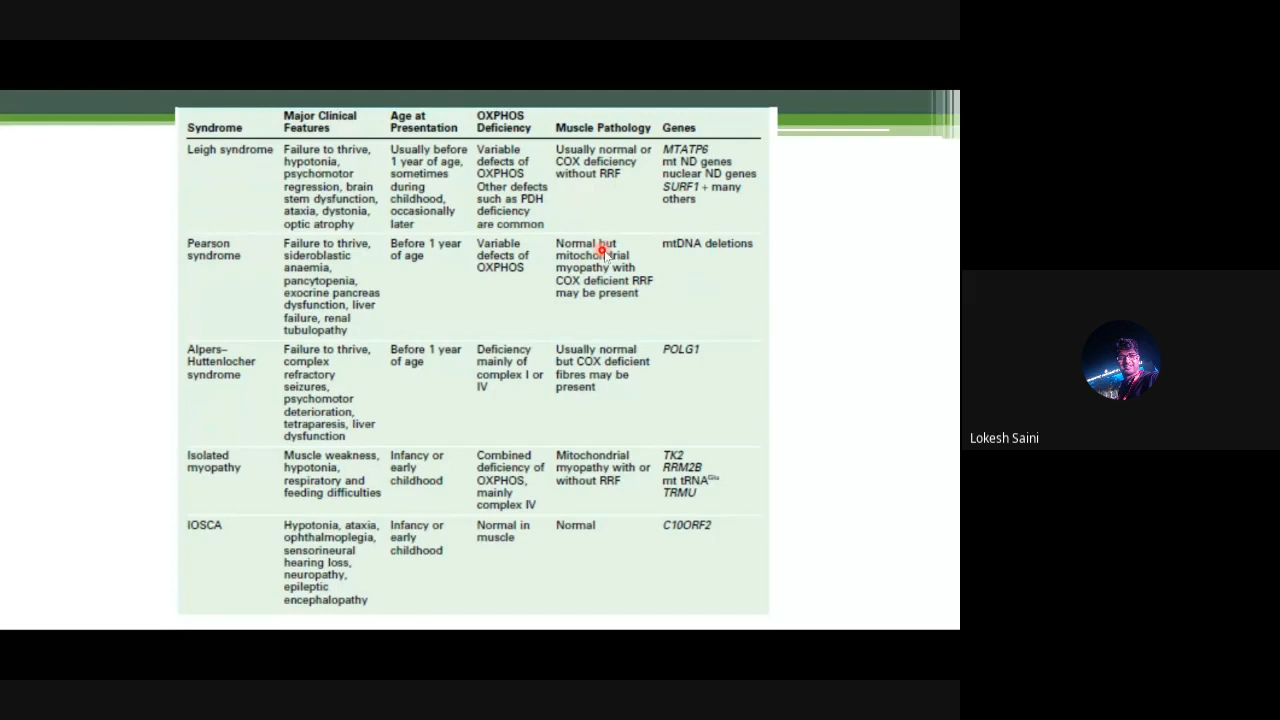 Syndrome Major Clinical Features Age at Presentation OXPHOS Deficiency Muscle Pathology Genes
Leigh syndrome
Failure to thrive,
hypotonia,
psychomotor
regression, brain
stem dysfunction,
ataxia, dystonia,
optic atrophy
Usually before
1 year of age,
sometimes
during
childhood,
occasionally
later
Variable
defects of
OXPHOS
Other defects
such as PDH
deficiency
are common
Usually normal or
COX deficiency
without RRF
MTATP6
mt ND genes
nuclear ND genes
SURF1 + many
others
Pearson
syndrome
Failure to thrive,
sideroblastic
anaemia,
pancytopenia,
exocrine pancreas
dysfunction, liver
failure, renal
tubulopathy
Before 1 year
of age
Variable
defects of
OXPHOS
Normal but
mitochondrial
myopathy with
COX deficient RRF
may be present
mtDNA deletions
Alpers–
Huttenlocher
syndrome
Failure to thrive,
complex
refractory
seizures,
psychomotor
deterioration,
tetraparesis, liver
dysfunction
Before 1 year
of age
Deficiency
mainly of
complex I or
IV
Usually normal
but COX deficient
fibres may be
present
POLG1
Isolated
myopathy
Muscle weakness,
hypotonia,
respiratory and
feeding difficulties
Infancy or
early
childhood
Combined
deficiency of
OXPHOS,
mainly
complex IV
Mitochondrial
myopathy with or
without RRF
TK2
RRM2B
mt tRNAGlu
TRMU
IOSCA
Hypotonia, ataxia,
ophthalmoplegia,
sensorineural
hearing loss,
neuropathy,
epileptic
encephalopathy
Infancy or
early
childhood
Normal in
muscle
Normal
C10ORF2
Lokesh Saini